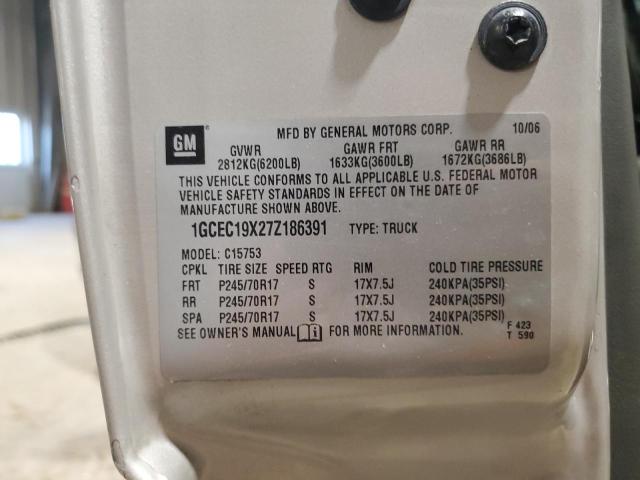 GM MFD BY GENERAL MOTORS CORP. 10/06
GVWR GAWR FRT GAWR RR
2812KG(6200LB) 1633KG(3600LB) 1672KG(3686LB)
THIS VEHICLE CONFORMS TO ALL APPLICABLE U.S. FEDERAL MOTOR
VEHICLE SAFETY STANDARDS IN EFFECT ON THE DATE OF
MANUFACTURE SHOWN ABOVE.
1GCEC19X27Z186391 TYPE: TRUCK
MODEL: C15753
CPKL TIRE SIZE SPEED RTG RIM COLD TIRE PRESSURE
FRT P245/70R17 S 17X7.5J 240KPA(35PSI)
RR P245/70R17 S 17X7.5J 240KPA(35PSI)
SPA P245/70R17 S 17X7.5J 240KPA(35PSI)
SEE OWNER'S MANUAL FOR MORE INFORMATION.
F 423
T 590